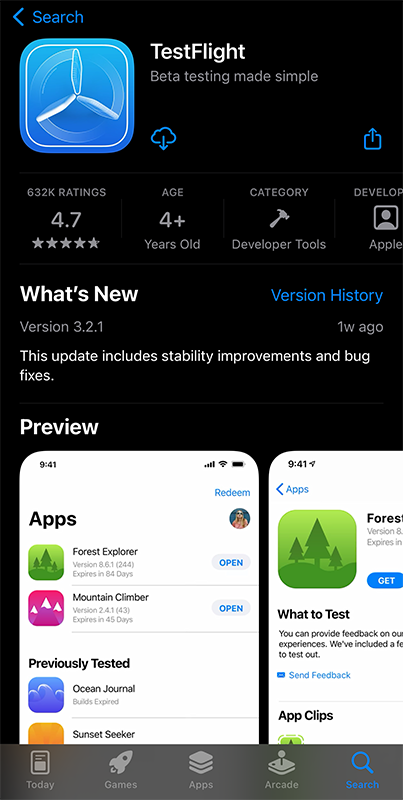 Search
TestFlight
Beta testing made simple
632K RATINGS
4.7
AGE
4+
Years Old
CATEGORY
Developer Tools
DEVELOP
Apple
What's New
Version History
Version 3.2.1
1w ago
This update includes stability improvements and bug
fixes.
Preview
9:41
Redeem
Apps
Forest Explorer
Version 8.6.1 (244)
Expires in 84 Days
OPEN
Mountain Climber
Version 2.4.1 (43)
Expires in 45 Days
OPEN
Previously Tested
Ocean Journal
Builds Expired
Sunset Seeker
9:41
Apps
Forest
Version 8.
Expires in
GET
What to Test
You can provide feedback on our
experiences. We've included a fe
to test out.
Send Feedback
App Clips
Today
Games
Apps
Arcade
Search